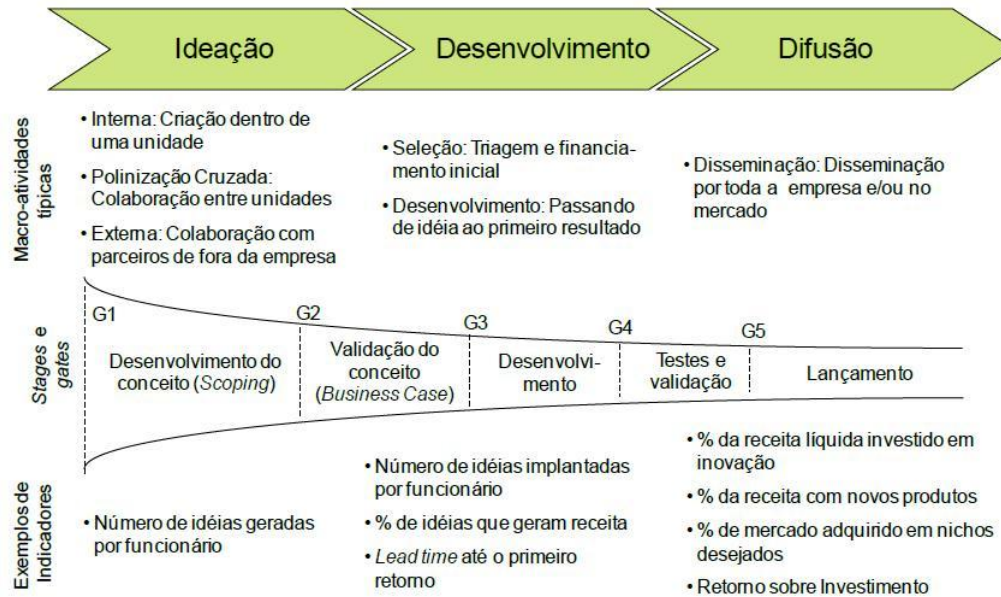 Ideação
Desenvolvimento
Difusão
Macro-atividades
típicas
• Interna: Criação dentro de
uma unidade
• Polinização Cruzada:
Colaboração entre unidades
• Externa: Colaboração com
parceiros de fora da empresa
• Seleção: Triagem e financia-
mento inicial
• Desenvolvimento: Passando
de idéia ao primeiro resultado
• Disseminação: Disseminação
por toda a empresa e/ou no
mercado
Stages e
gates
G1
G2
G3
G4
G5
Desenvolvimento do
conceito (Scoping)
Validação do
conceito
(Business Case)
Desenvolvi-
mento
Testes e
validação
Lançamento
Exemplos de
Indicadores
• Número de idéias geradas
por funcionário
• Número de idéias implantadas
por funcionário
• % de idéias que geram receita
• Lead time até o primeiro
retorno
• % da receita líquida investido em
inovação
• % da receita com novos produtos
• % de mercado adquirido em nichos
desejados
• Retorno sobre Investimento